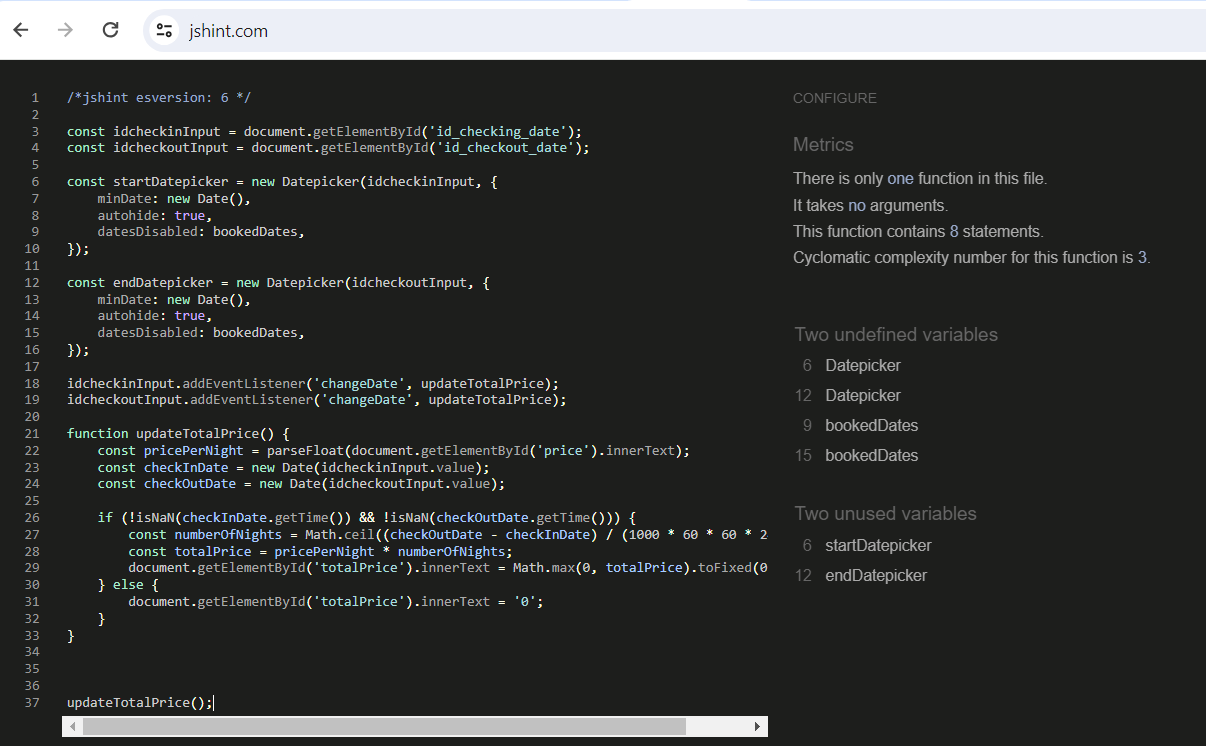 jshint.com
1 /*jshint esversion: 6 */
2
3 const idcheckinInput = document.getElementById('id_checking_date');
4 const idcheckoutInput = document.getElementById('id_checkout_date');
5
6 const startDatepicker = new Datepicker(idcheckinInput, {
7     minDate: new Date(),
8     autohide: true,
9     datesDisabled: bookedDates,
10 });
11
12 const endDatepicker = new Datepicker(idcheckoutInput, {
13     minDate: new Date(),
14     autohide: true,
15     datesDisabled: bookedDates,
16 });
17
18 idcheckinInput.addEventListener('changeDate', updateTotalPrice);
19 idcheckoutInput.addEventListener('changeDate', updateTotalPrice);
20
21 function updateTotalPrice() {
22     const pricePerNight = parseFloat(document.getElementById('price').innerText);
23     const checkInDate = new Date(idcheckinInput.value);
24     const checkOutDate = new Date(idcheckoutInput.value);
25
26     if (!isNaN(checkInDate.getTime()) && !isNaN(checkOutDate.getTime())) {
27         const numberOfNights = Math.ceil((checkOutDate - checkInDate) / (1000 * 60 * 60 * 2
28         const totalPrice = pricePerNight * numberOfNights;
29         document.getElementById('totalPrice').innerText = Math.max(0, totalPrice).toFixed(0
30     } else {
31         document.getElementById('totalPrice').innerText = '0';
32     }
33 }
34
35
36
37 updateTotalPrice();
CONFIGURE
Metrics
There is only one function in this file.
It takes no arguments.
This function contains 8 statements.
Cyclomatic complexity number for this function is 3.
Two undefined variables
6 Datepicker
12 Datepicker
9 bookedDates
15 bookedDates
Two unused variables
6 startDatepicker
12 endDatepicker